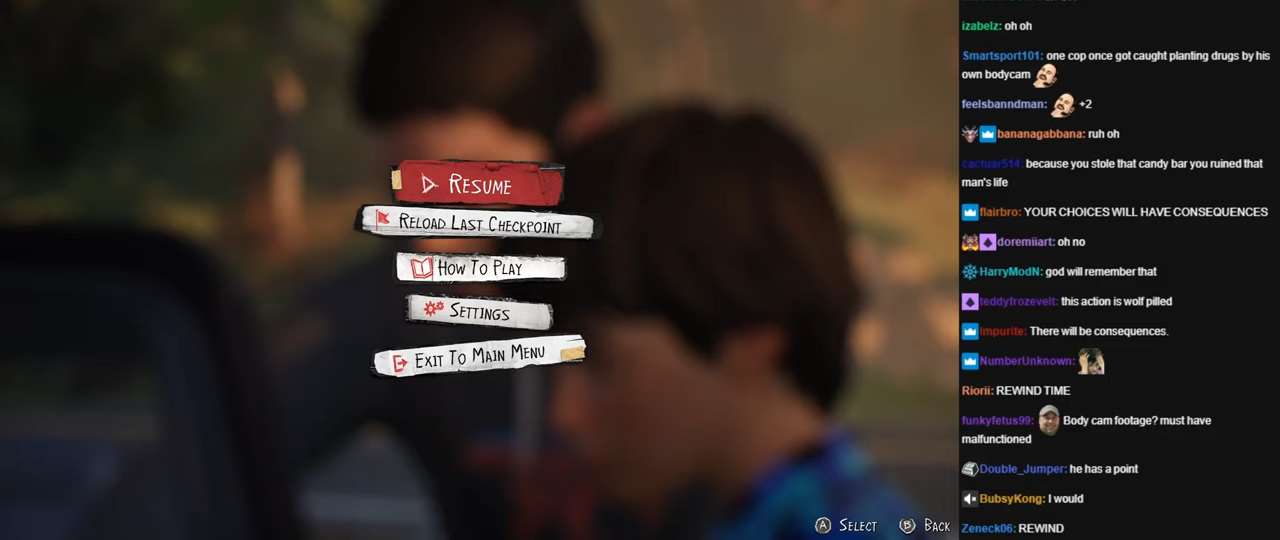 RESUME
RELOAD LAST CHECKPOINT
HOW TO PLAY
SETTINGS
EXIT TO MAIN MENU
A SELECT B BACK
izabelz: oh oh
Smartsport101: one cop once got caught planting drugs by his
own bodycam
feelsbanndman: +2
bananagabbana: ruh oh
cactuar514: because you stole that candy bar you ruined that
man's life
flairbro: YOUR CHOICES WILL HAVE CONSEQUENCES
doremiiart: oh no
HarryModN: god will remember that
teddyfrozevelt: this action is wolf pilled
Impurite: There will be consequences.
NumberUnknown:
Riorii: REWIND TIME
funkyfetus99: Body cam footage? must have
malfunctioned
Double_Jumper: he has a point
BubsyKong: I would
Zeneck06: REWIND